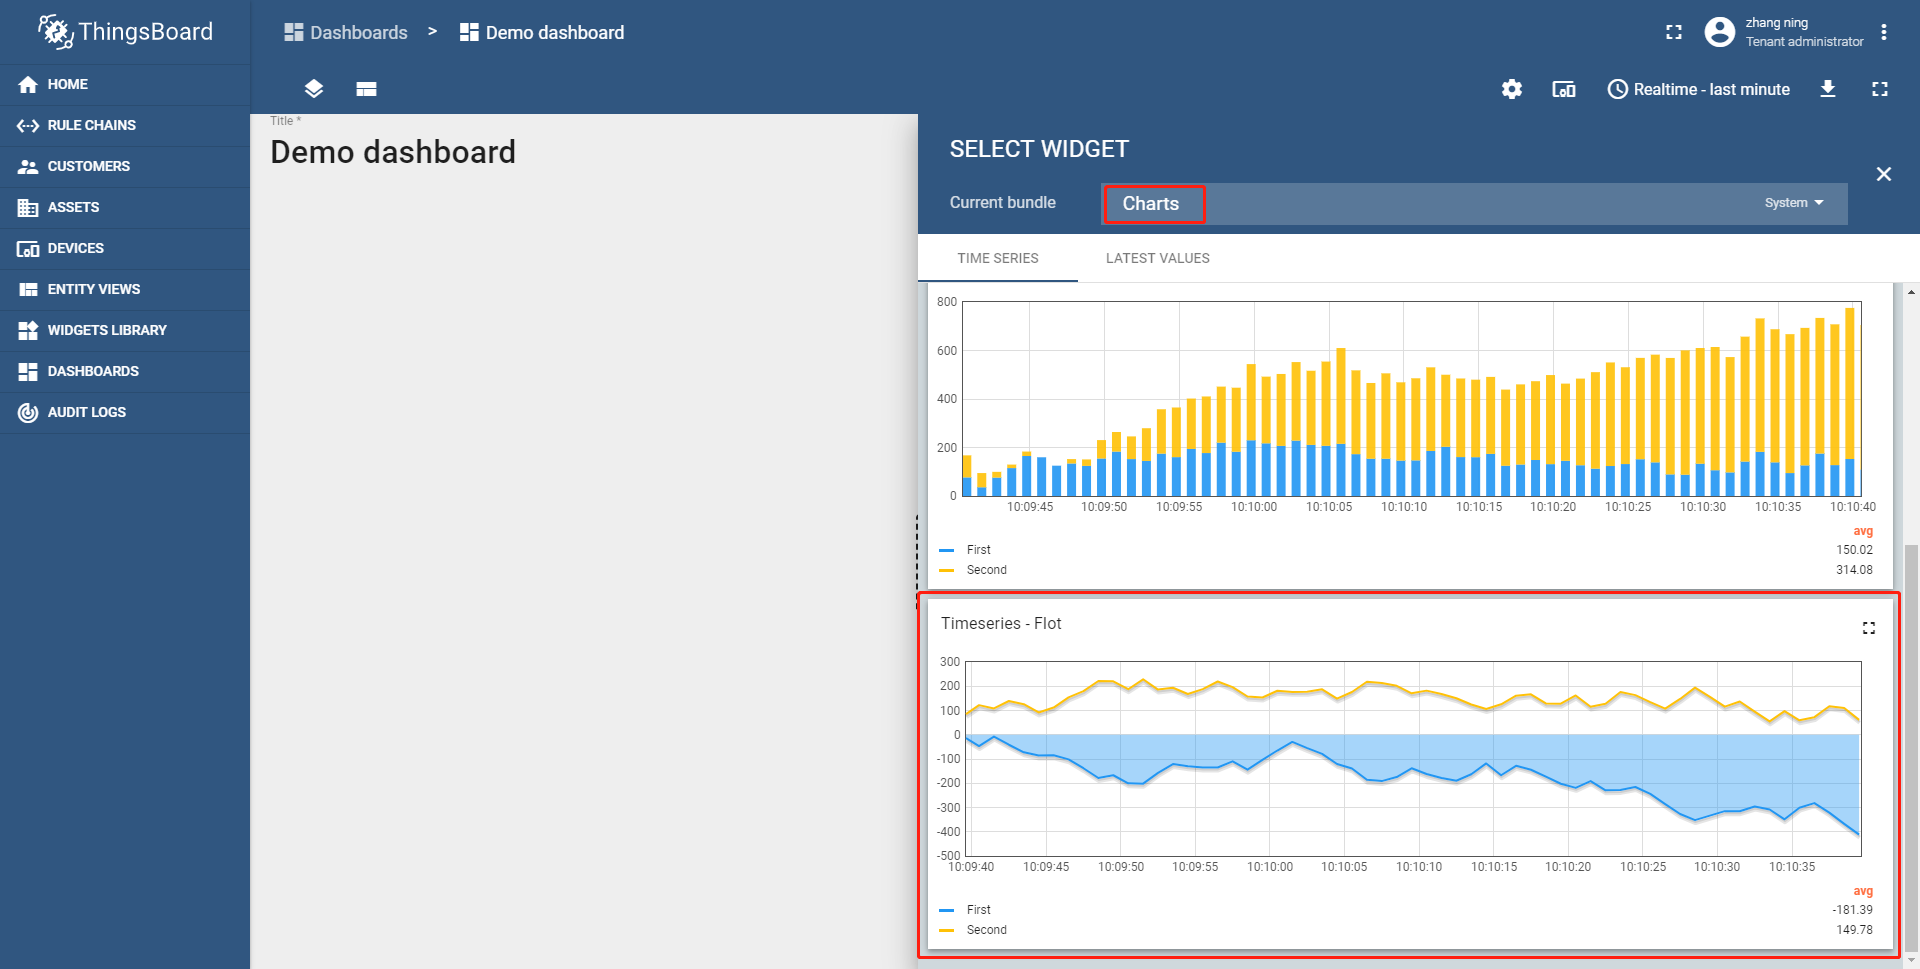 ThingsBoard
Dashboards > Demo dashboard
zhang ning
Tenant administrator
HOME
RULE CHAINS
CUSTOMERS
ASSETS
DEVICES
ENTITY VIEWS
WIDGETS LIBRARY
DASHBOARDS
AUDIT LOGS
Realtime - last minute
Title *
Demo dashboard
SELECT WIDGET
Current bundle
Charts
System
TIME SERIES
LATEST VALUES
800
600
400
200
0
10:09:45 10:09:50 10:09:55 10:10:00 10:10:05 10:10:10 10:10:15 10:10:20 10:10:25 10:10:30 10:10:35 10:10:40
avg
First 150.02
Second 314.08
Timeseries - Flot
300
200
100
0
-100
-200
-300
-400
-500
10:09:40 10:09:45 10:09:50 10:09:55 10:10:00 10:10:05 10:10:10 10:10:15 10:10:20 10:10:25 10:10:30 10:10:35
avg
First -181.39
Second 149.78